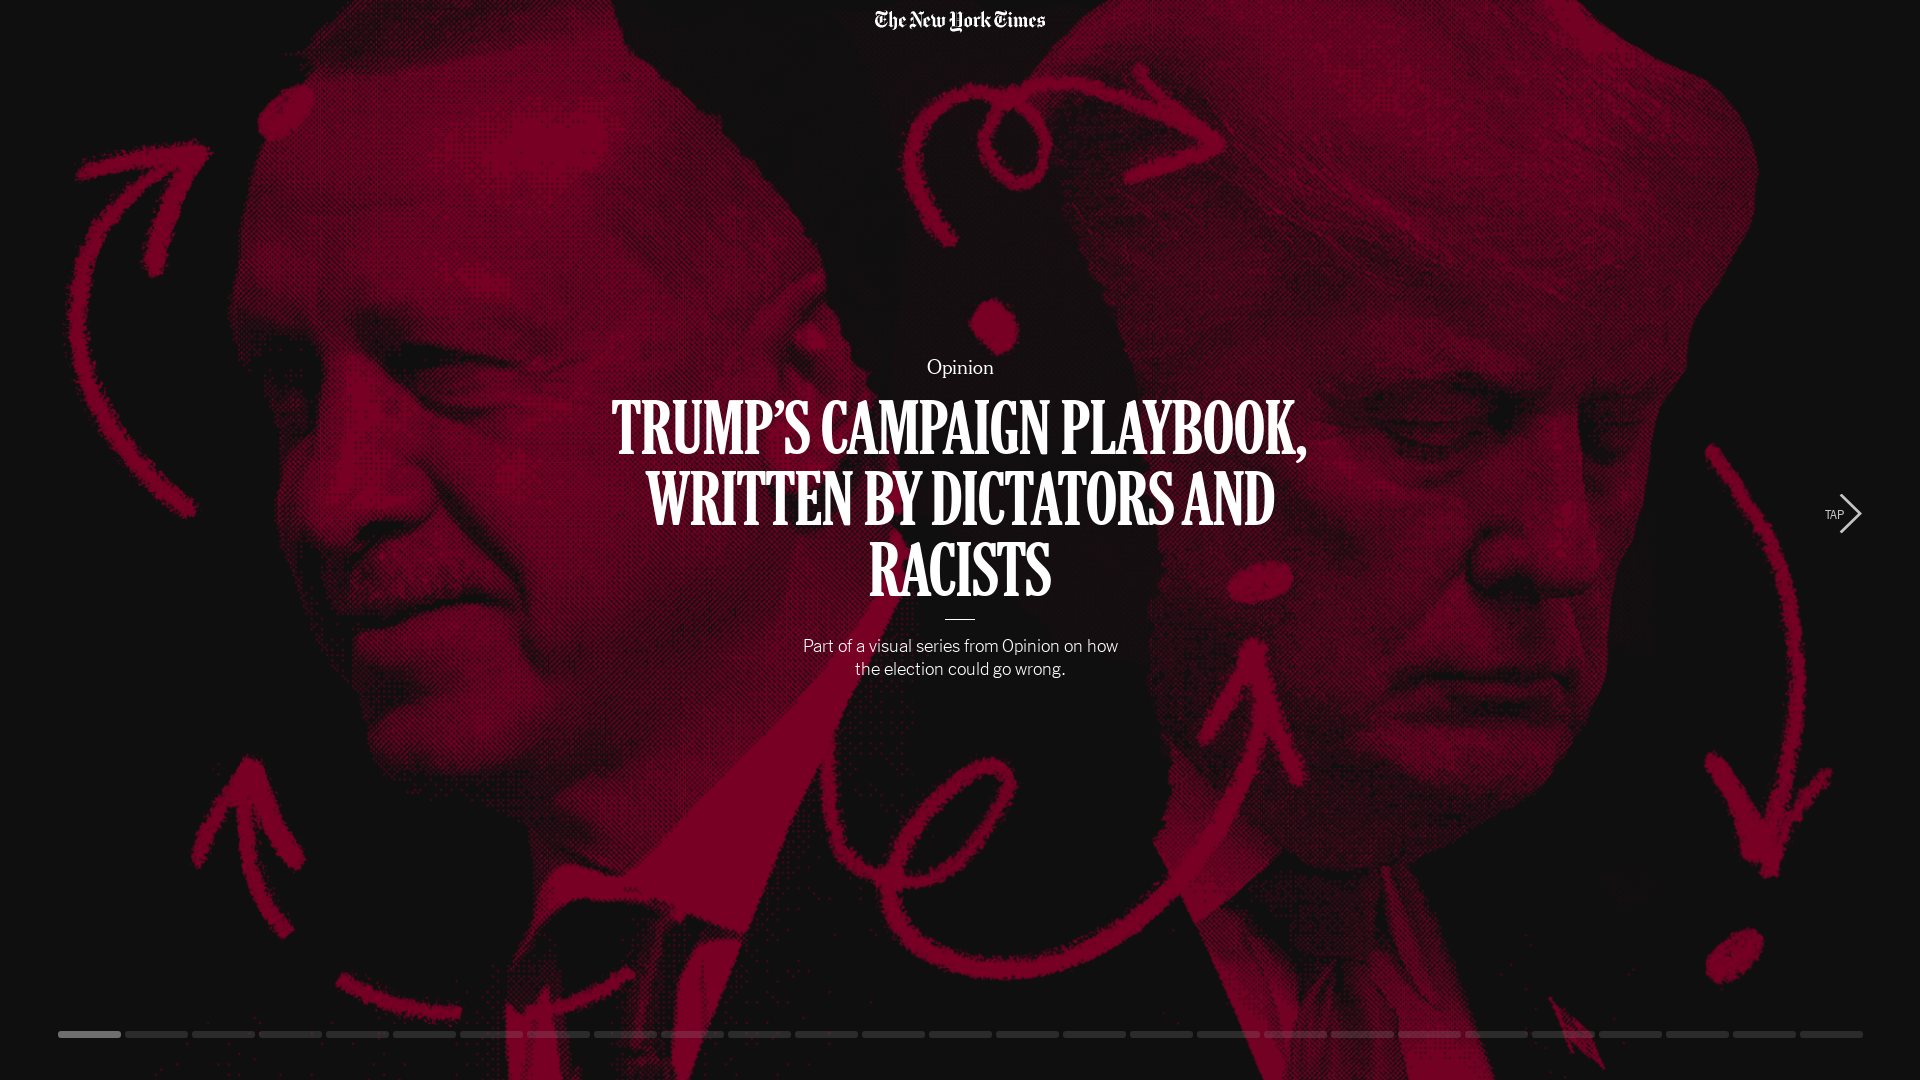 The New York Times
Opinion
TRUMP’S CAMPAIGN PLAYBOOK,
WRITTEN BY DICTATORS AND
RACISTS
Part of a visual series from Opinion on how
the election could go wrong.
TAP